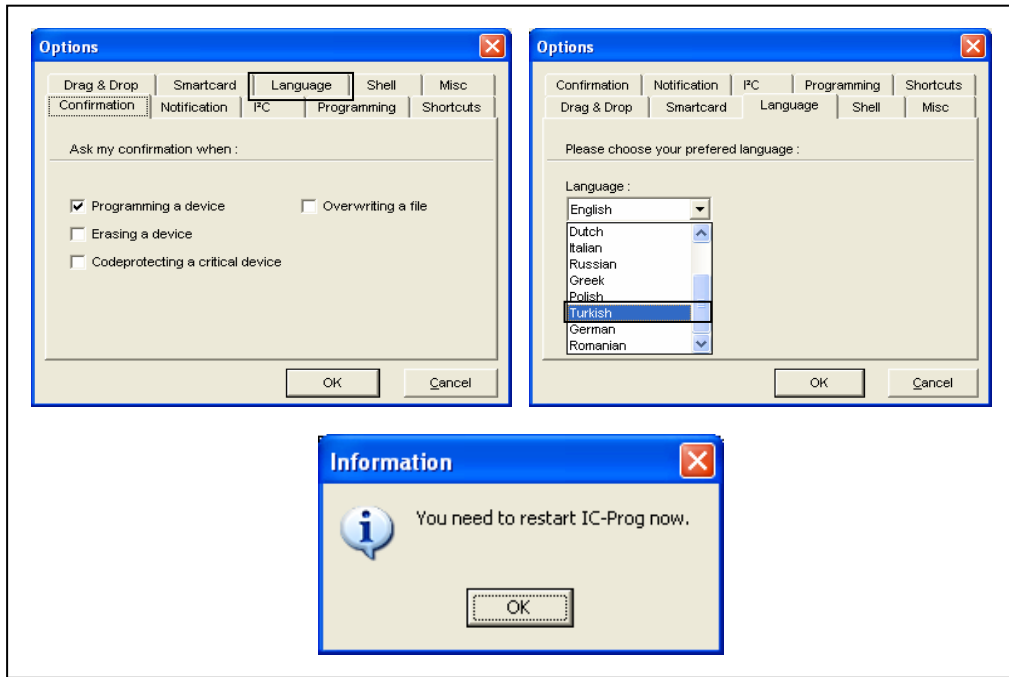 Options
Drag & Drop Smartcard Language Shell Misc
Confirmation Notification I²C Programming Shortcuts
Ask my confirmation when :
Programming a device Overwriting a file
Erasing a device
Codeprotecting a critical device
OK Cancel
Options
Confirmation Notification I²C Programming Shortcuts
Drag & Drop Smartcard Language Shell Misc
Please choose your prefered language :
Language :
English
Dutch
Italian
Russian
Greek
Polish
Turkish
German
Romanian
OK Cancel
Information
You need to restart IC-Prog now.
OK